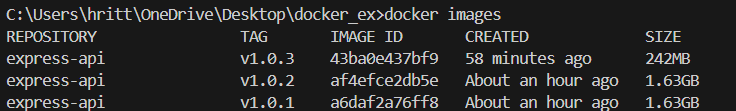 C:\Users\hritt\OneDrive\Desktop\docker_ex>docker images
REPOSITORY TAG IMAGE ID CREATED SIZE
express-api v1.0.3 43ba0e437bf9 58 minutes ago 242MB
express-api v1.0.2 af4efce2db5e About an hour ago 1.63GB
express-api v1.0.1 a6daf2a76ff8 About an hour ago 1.63GB